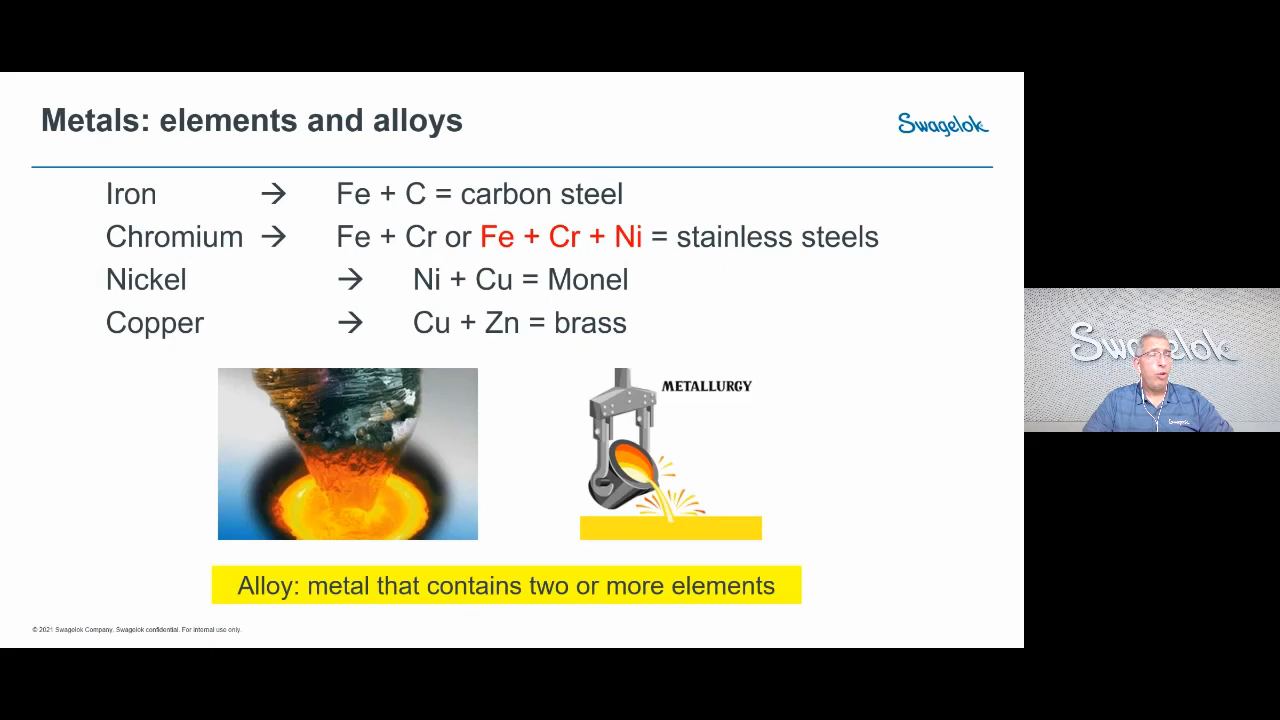 Metals: elements and alloys
Swagelok
Iron → Fe + C = carbon steel
Chromium → Fe + Cr or Fe + Cr + Ni = stainless steels
Nickel → Ni + Cu = Monel
Copper → Cu + Zn = brass
METALLURGY
Swagelok
Swagelok
Alloy: metal that contains two or more elements
© 2021 Swagelok Company. Swagelok confidential. For internal use only.